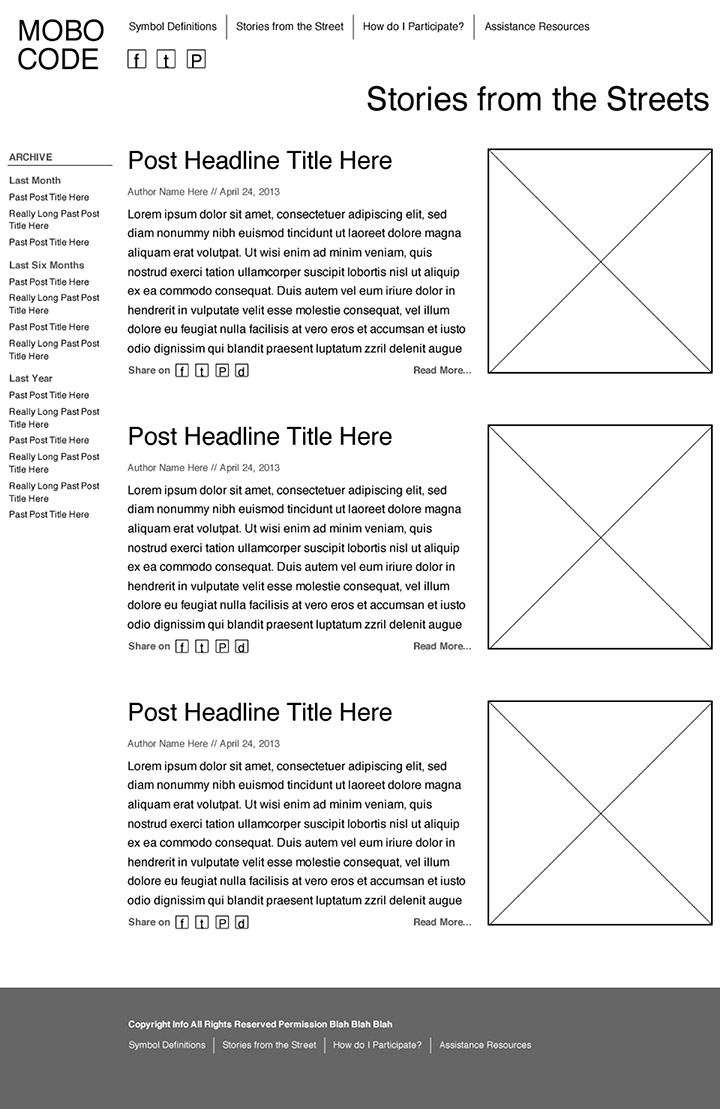 MOBO
CODE
Symbol Definitions
Stories from the Street
How do I Participate?
Assistance Resources
f t P
Stories from the Streets
ARCHIVE
Last Month
Past Post Title Here
Really Long Past Post
Title Here
Past Post Title Here
Last Six Months
Past Post Title Here
Really Long Past Post
Title Here
Past Post Title Here
Really Long Past Post
Title Here
Last Year
Past Post Title Here
Really Long Past Post
Title Here
Past Post Title Here
Really Long Past Post
Title Here
Really Long Past Post
Title Here
Past Post Title Here
Post Headline Title Here
Author Name Here // April 24, 2013
Lorem ipsum dolor sit amet, consectetuer adipiscing elit, sed
diam nonummy nibh euismod tincidunt ut laoreet dolore magna
aliquam erat volutpat. Ut wisi enim ad minim veniam, quis
nostrud exerci tation ullamcorper suscipit lobortis nisl ut aliquip
ex ea commodo consequat. Duis autem vel eum iriure dolor in
hendrerit in vulputate velit esse molestie consequat, vel illum
dolore eu feugiat nulla facilisis at vero eros et accumsan et iusto
odio dignissim qui blandit praesent luptatum zzril delenit augue
Share on f t P d Read More...
Post Headline Title Here
Author Name Here // April 24, 2013
Lorem ipsum dolor sit amet, consectetuer adipiscing elit, sed
diam nonummy nibh euismod tincidunt ut laoreet dolore magna
aliquam erat volutpat. Ut wisi enim ad minim veniam, quis
nostrud exerci tation ullamcorper suscipit lobortis nisl ut aliquip
ex ea commodo consequat. Duis autem vel eum iriure dolor in
hendrerit in vulputate velit esse molestie consequat, vel illum
dolore eu feugiat nulla facilisis at vero eros et accumsan et iusto
odio dignissim qui blandit praesent luptatum zzril delenit augue
Share on f t P d Read More...
Post Headline Title Here
Author Name Here // April 24, 2013
Lorem ipsum dolor sit amet, consectetuer adipiscing elit, sed
diam nonummy nibh euismod tincidunt ut laoreet dolore magna
aliquam erat volutpat. Ut wisi enim ad minim veniam, quis
nostrud exerci tation ullamcorper suscipit lobortis nisl ut aliquip
ex ea commodo consequat. Duis autem vel eum iriure dolor in
hendrerit in vulputate velit esse molestie consequat, vel illum
dolore eu feugiat nulla facilisis at vero eros et accumsan et iusto
odio dignissim qui blandit praesent luptatum zzril delenit augue
Share on f t P d Read More...
Copyright Info All Rights Reserved Permission Blah Blah Blah
Symbol Definitions
Stories from the Street
How do I Participate?
Assistance Resources